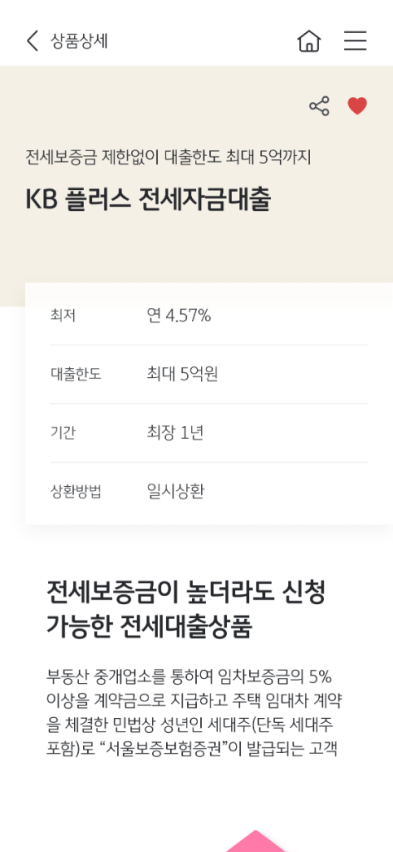 상품상세
전세보증금 제한없이 대출한도 최대 5억까지
KB 플러스 전세자금대출
최저 연 4.57%
대출한도 최대 5억원
기간 최장 1년
상환방법 일시상환
전세보증금이 높더라도 신청
가능한 전세대출상품
부동산 중개업소를 통하여 임차보증금의 5%
이상을 계약금으로 지급하고 주택 임대차 계약
을 체결한 민법상 성년인 세대주(단독 세대주
포함)로 “서울보증보험증권”이 발급되는 고객